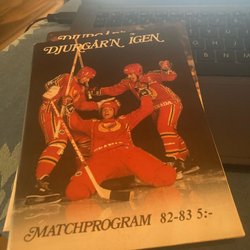 DJURGÅR'N IGEN
MATCHPROGRAM 82-83 5:-